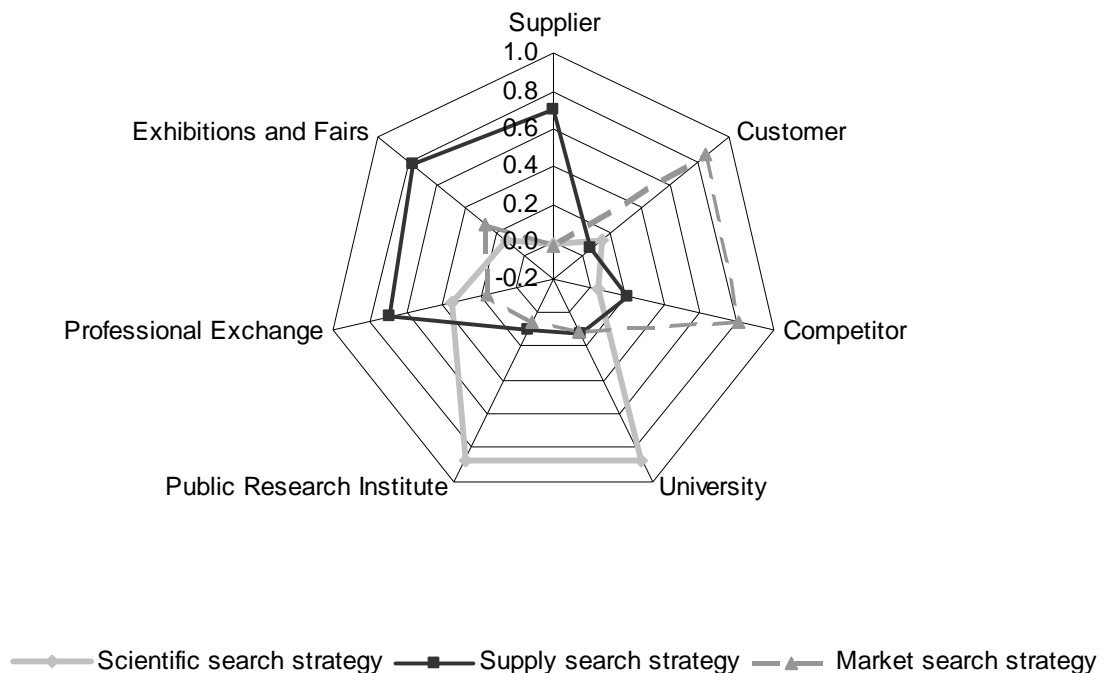 Supplier
1.0
0.8
Exhibitions and Fairs
Customer
0.6
0.4
0.2
0.0
-0.2
Professional Exchange
Competitor
Public Research Institute
University
Scientific search strategy
Supply search strategy
Market search strategy